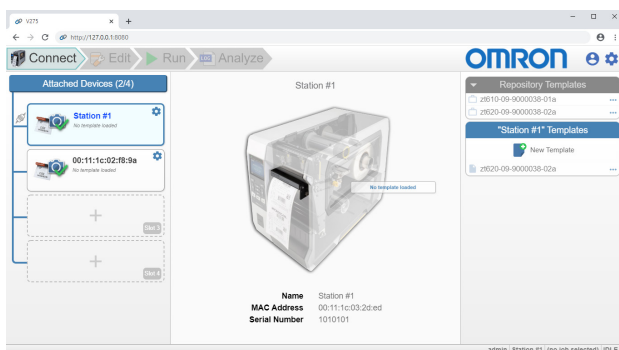 V275
http://127.0.0.1:8080
Connect
Edit
Run
Analyze
OMRON
Attached Devices (2/4)
Station #1
No template loaded
00:11:1c:02:f8:9a
No template loaded
Slot 3
Slot 4
Station #1
No template loaded
Name Station #1
MAC Address 00:11:1c:03:2d:ed
Serial Number 1010101
Repository Templates
zt610-09-9000038-01a
zt620-09-9000038-02a
"Station #1" Templates
New Template
zt620-09-9000038-02a
admin Station #1 (no job selected) IDLE